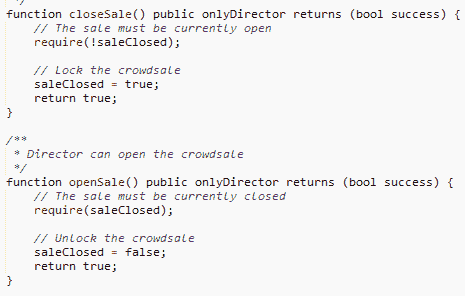 */
function closeSale() public onlyDirector returns (bool success) {
    // The sale must be currently open
    require(!saleClosed);

    // Lock the crowdsale
    saleClosed = true;
    return true;
}

/**
 * Director can open the crowdsale
 */
function openSale() public onlyDirector returns (bool success) {
    // The sale must be currently closed
    require(saleClosed);

    // Unlock the crowdsale
    saleClosed = false;
    return true;
}